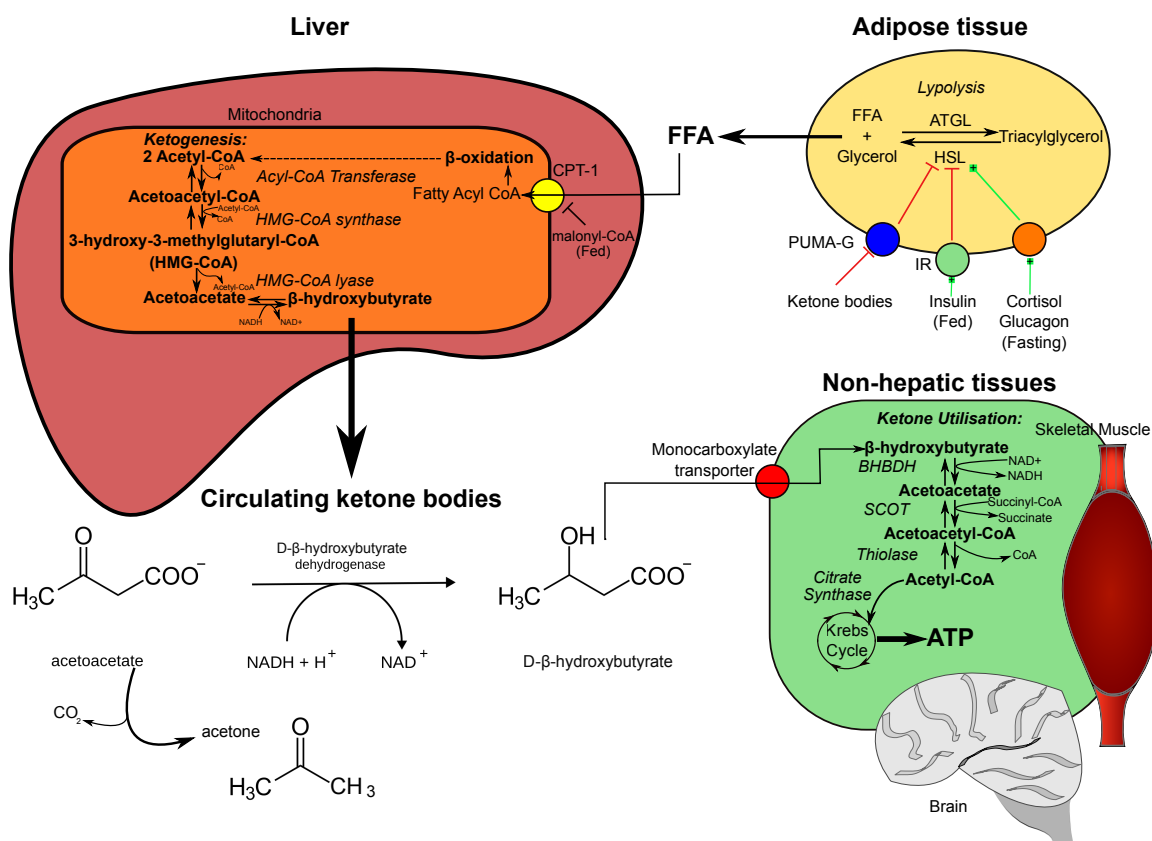 Liver
Mitochondria
Ketogenesis:
2 Acetyl-CoA
CoA
β-oxidation
Acyl-CoA Transferase
Acetoacetyl-CoA
Acetyl-CoA
CoA
HMG-CoA synthase
3-hydroxy-3-methylglutaryl-CoA
(HMG-CoA)
HMG-CoA lyase
Acetyl-CoA
Acetoacetate
β-hydroxybutyrate
NADH
NAD+
Fatty Acyl CoA
CPT-1
malonyl-CoA
(Fed)
FFA
Adipose tissue
Lypolysis
FFA
+
Glycerol
ATGL
HSL
Triacylglycerol
+
PUMA-G
IR
+
+
Ketone bodies
Insulin
(Fed)
Cortisol
Glucagon
(Fasting)
Circulating ketone bodies
O
H₃C
COO⁻
acetoacetate
D-β-hydroxybutyrate
dehydrogenase
NADH + H⁺
NAD⁺
OH
H₃C
COO⁻
D-β-hydroxybutyrate
CO₂
acetone
O
H₃C
CH₃
Non-hepatic tissues
Monocarboxylate
transporter
Ketone Utilisation:
Skeletal Muscle
β-hydroxybutyrate
BHBDH
NAD+
NADH
Acetoacetate
SCOT
Succinyl-CoA
Succinate
Acetoacetyl-CoA
Thiolase
CoA
Acetyl-CoA
Citrate
Synthase
Krebs
Cycle
ATP
Brain